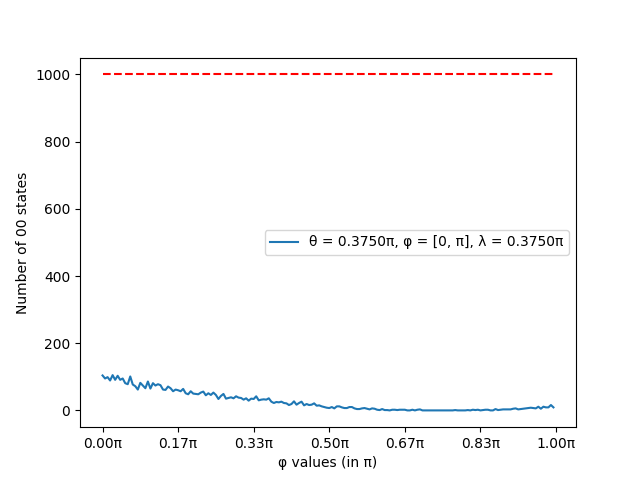 1000
800
600
400
200
0
Number of 00 states
θ = 0.3750π, φ = [0, π], λ = 0.3750π
0.00π 0.17π 0.33π 0.50π 0.67π 0.83π 1.00π
φ values (in π)